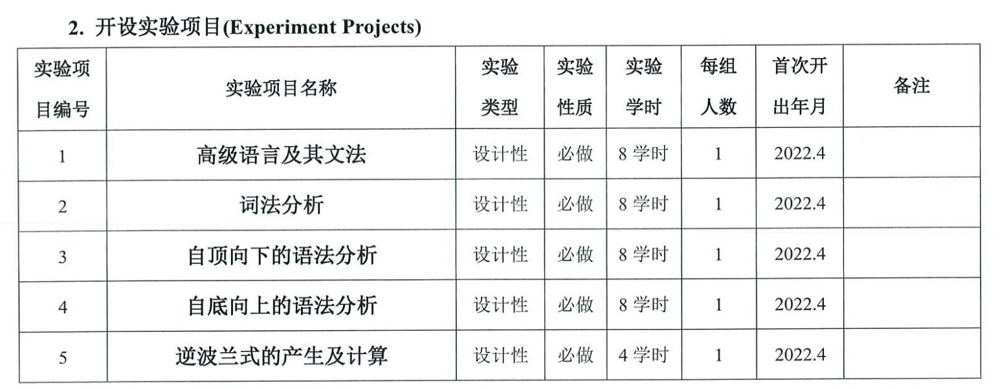 2. 开设实验项目(Experiment Projects)
实验项目编号 实验项目名称 实验类型 实验性质 实验学时 每组人数 首次开出年月 备注
1 高级语言及其文法 设计性 必做 8 学时 1 2022.4
2 词法分析 设计性 必做 8 学时 1 2022.4
3 自顶向下的语法分析 设计性 必做 8 学时 1 2022.4
4 自底向上的语法分析 设计性 必做 8 学时 1 2022.4
5 逆波兰式的产生及计算 设计性 必做 4 学时 1 2022.4